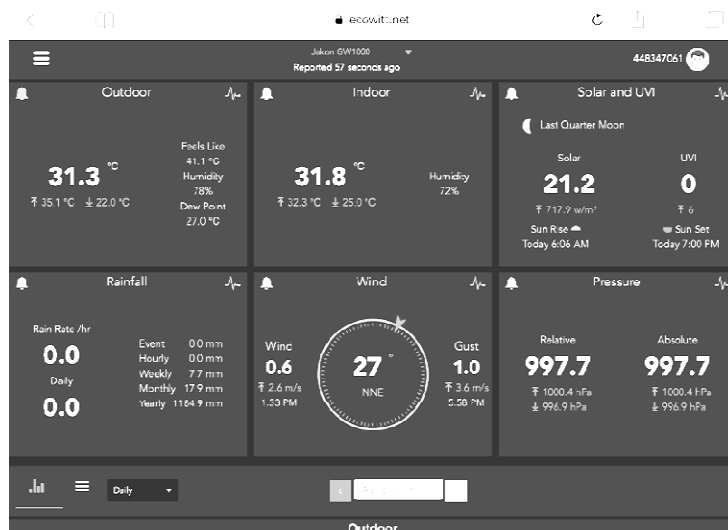 ecowitt.net
Jakon GW1000
Reported 57 seconds ago
448347061
Outdoor
31.3 °C
35.1 °C 22.0 °C
Feels Like
41.1 °C
Humidity
78%
Dew Point
27.0 °C
Indoor
31.8 °C
32.3 °C 25.0 °C
Humidity
72%
Solar and UVI
Last Quarter Moon
Solar
21.2
717.9 w/m²
UVI
0
6
Sun Rise
Today 6:06 AM
Sun Set
Today 7:00 PM
Rainfall
Rain Rate /hr
0.0
Daily
0.0
Event 0.0 mm
Hourly 0.0 mm
Weekly 7.7 mm
Monthly 17.9 mm
Yearly 1184.9 mm
Wind
Wind
0.6
2.6 m/s
1:33 PM
27 °
NNE
Gust
1.0
3.6 m/s
5:58 PM
Pressure
Relative
997.7
1000.4 hPa
996.9 hPa
Absolute
997.7
1000.4 hPa
996.9 hPa
Daily
Outdoor